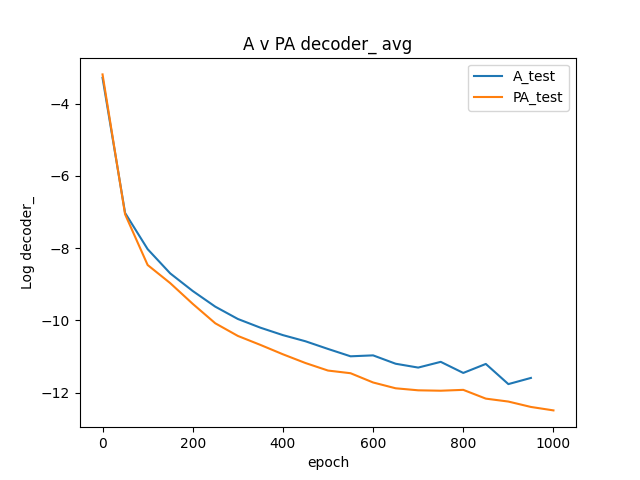 A v PA decoder_ avg
A_test
PA_test
Log decoder_
−4
−6
−8
−10
−12
0
200
400
600
800
1000
epoch